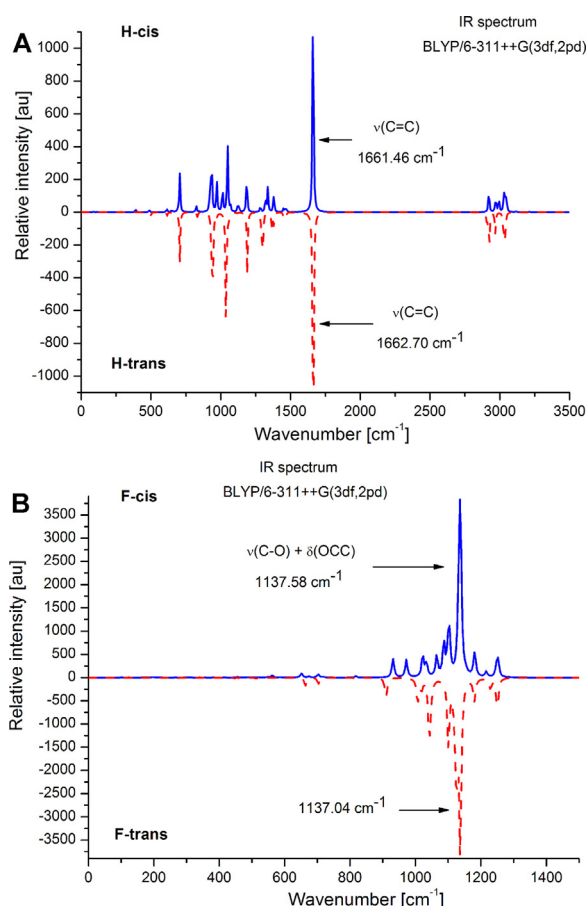 A
H-cis
IR spectrum
BLYP/6-311++G(3df,2pd)
ν(C=C)
1661.46 cm⁻¹
ν(C=C)
1662.70 cm⁻¹
H-trans
Relative intensity [au]
1000
800
600
400
200
0
-200
-400
-600
-800
-1000
0 500 1000 1500 2000 2500 3000 3500
Wavenumber [cm⁻¹]
B
IR spectrum
F-cis
BLYP/6-311++G(3df,2pd)
ν(C-O) + δ(OCC)
1137.58 cm⁻¹
1137.04 cm⁻¹
F-trans
Relative intensity [au]
3500
3000
2500
2000
1500
1000
500
0
-500
-1000
-1500
-2000
-2500
-3000
-3500
0 200 400 600 800 1000 1200 1400
Wavenumber [cm⁻¹]